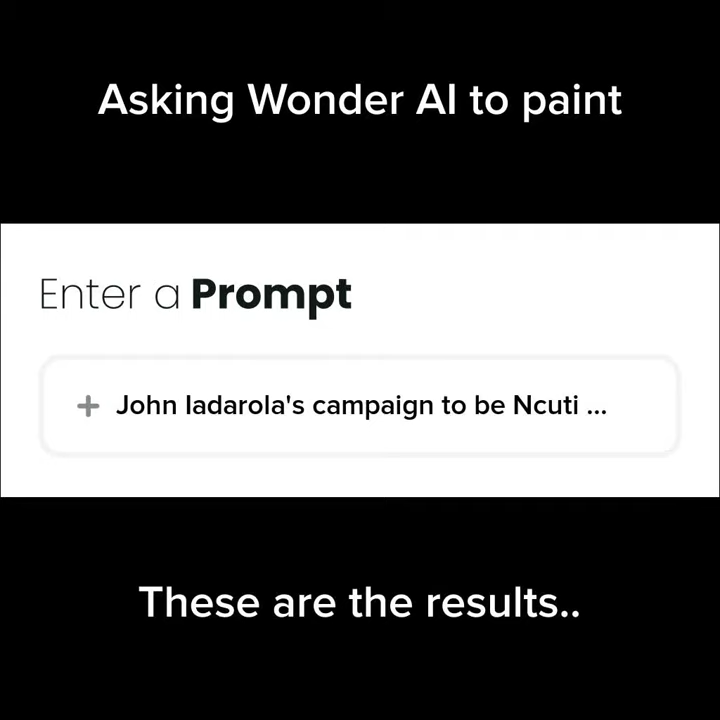 Asking Wonder AI to paint
Enter a Prompt
+ John Iadarola's campaign to be Ncuti ...
These are the results..